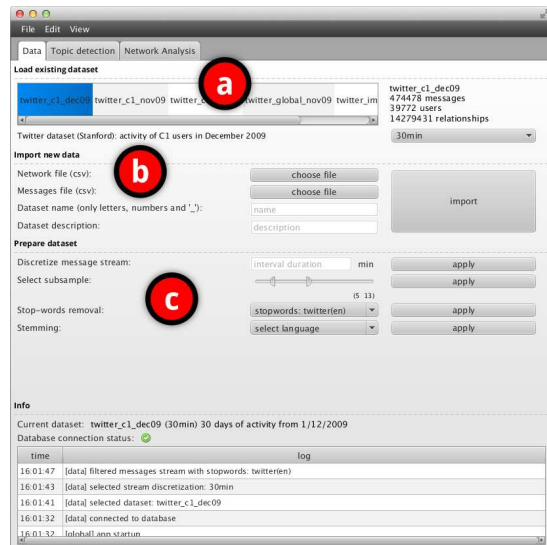 File Edit View
Data Topic detection Network Analysis
Load existing dataset
a
twitter_c1_dec09 twitter_c1_nov09 twitter_global_nov09 twitter_im
twitter_c1_dec09
474478 messages
39772 users
14279431 relationships
Twitter dataset (Stanford): activity of C1 users in December 2009
30min
Import new data
b
Network file (csv): choose file
Messages file (csv): choose file
import
Dataset name (only letters, numbers and '_'): name
Dataset description: description
Prepare dataset
Discretize message stream: interval duration min apply
Select subsample: apply
(5 13)
c
Stop-words removal: stopwords: twitter(en) apply
Stemming: select language apply
Info
Current dataset: twitter_c1_dec09 (30min) 30 days of activity from 1/12/2009
Database connection status:
time log
16:01:47 [data] filtered messages stream with stopwords: twitter(en)
16:01:43 [data] selected stream discretization: 30min
16:01:41 [data] selected dataset: twitter_c1_dec09
16:01:32 [data] connected to database
16:01:32 [global] app startup